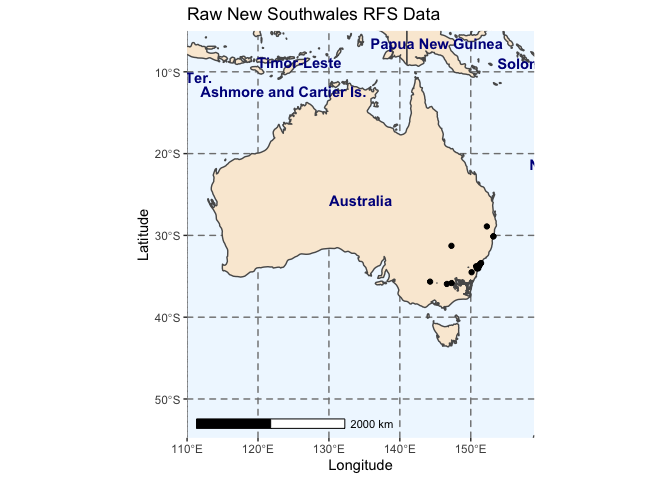 Raw New Southwales RFS Data
Papua New Guinea
Timor-Leste
Solor
10°S
Ter.
Ashmore and Cartier Is.
20°S
Australia
30°S
40°S
50°S
2000 km
110°E
120°E
130°E
140°E
150°E
Latitude
Longitude